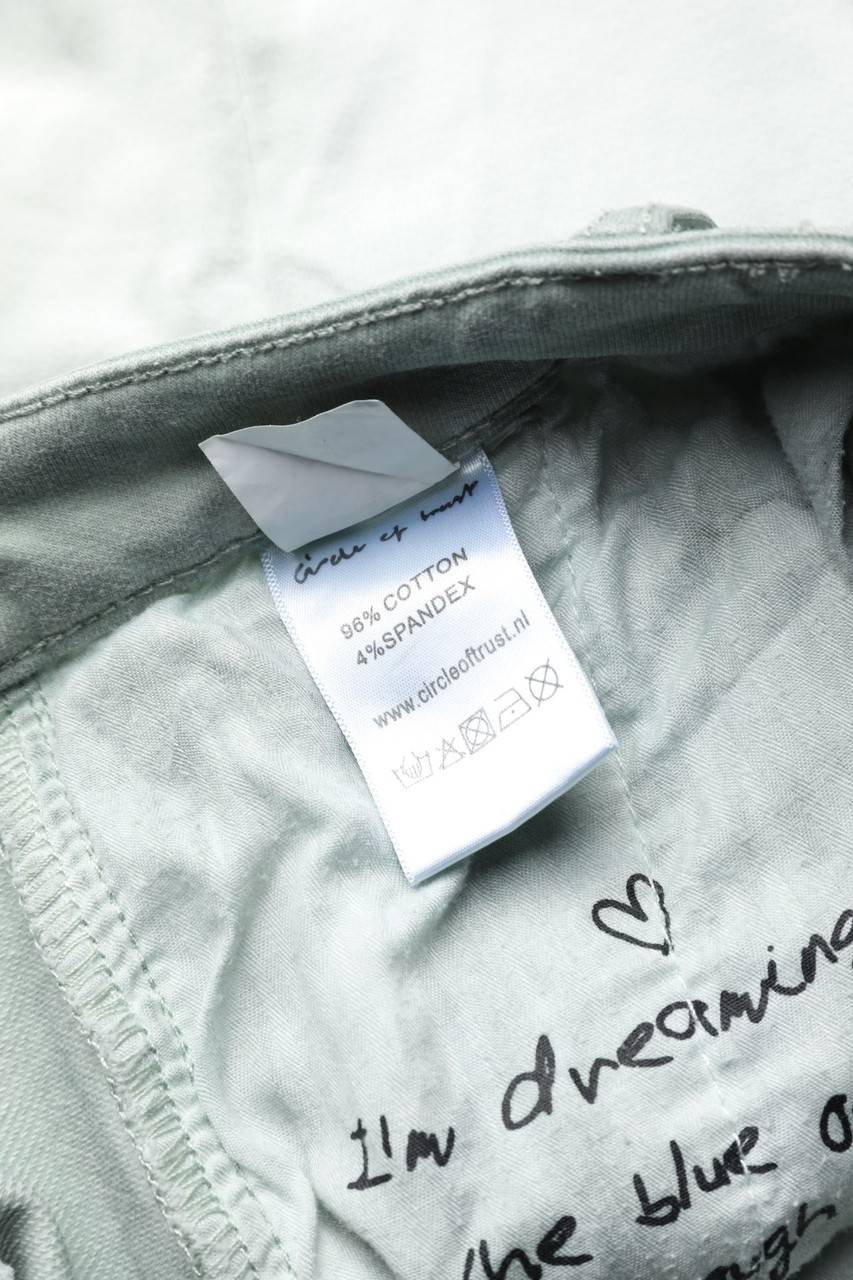 circle of trust
96% COTTON
4%SPANDEX
www.circleoftrust.nl
I'm dreaming
the blue